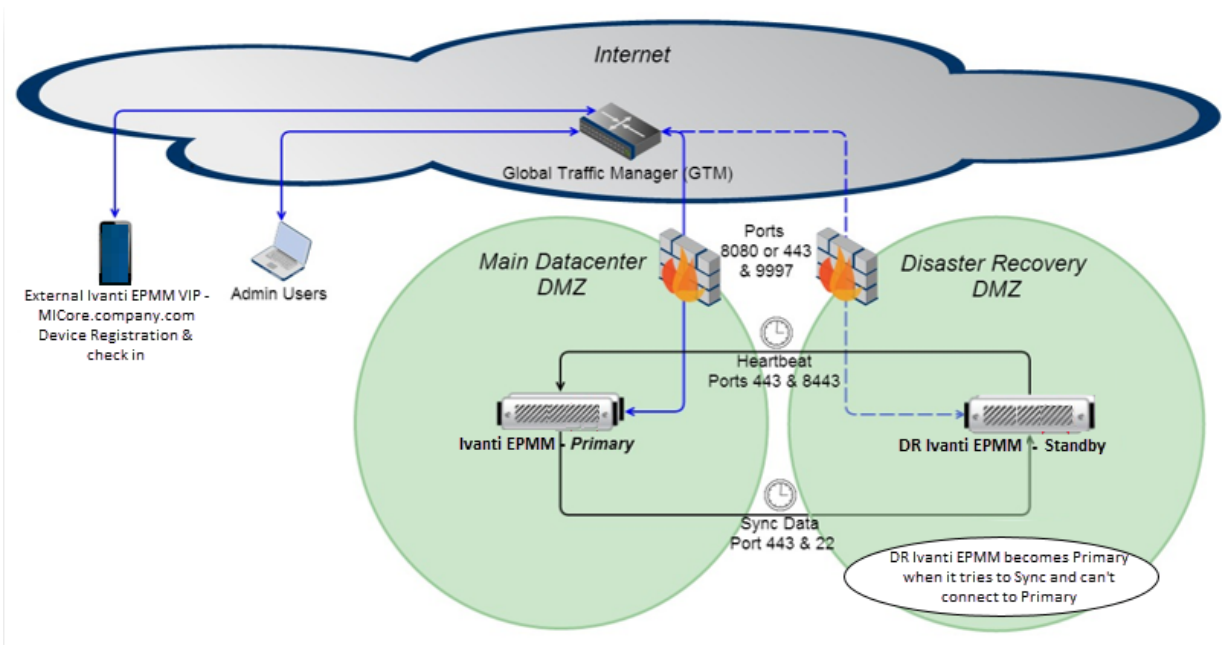 Internet
Global Traffic Manager (GTM)
External Ivanti EPMM VIP -
MICore.company.com
Device Registration &
check in
Admin Users
Main Datacenter
DMZ
Ports
8080 or 443
& 9997
Disaster Recovery
DMZ
Heartbeat
Ports 443 & 8443
Ivanti EPMM - Primary
DR Ivanti EPMM - Standby
Sync Data
Port 443 & 22
DR Ivanti EPMM becomes Primary
when it tries to Sync and can't
connect to Primary